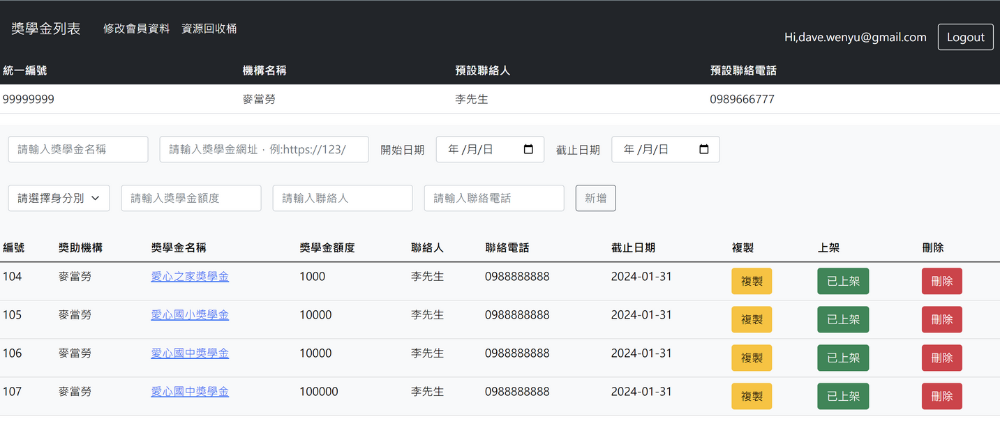 獎學金列表 修改會員資料 資源回收桶 Hi,dave.wenyu@gmail.com Logout
統一編號 機構名稱 預設聯絡人 預設聯絡電話
99999999 麥當勞 李先生 0989666777
請輸入獎學金名稱 請輸入獎學金網址，例:https://123/ 開始日期 年 /月/日 截止日期 年 /月/日
請選擇身分別 請輸入獎學金額度 請輸入聯絡人 請輸入聯絡電話 新增
編號 獎助機構 獎學金名稱 獎學金額度 聯絡人 聯絡電話 截止日期 複製 上架 刪除
104 麥當勞 愛心之家獎學金 1000 李先生 0988888888 2024-01-31 複製 已上架 刪除
105 麥當勞 愛心國小獎學金 10000 李先生 0988888888 2024-01-31 複製 已上架 刪除
106 麥當勞 愛心國中獎學金 10000 李先生 0988888888 2024-01-31 複製 已上架 刪除
107 麥當勞 愛心國中獎學金 100000 李先生 0988888888 2024-01-31 複製 已上架 刪除